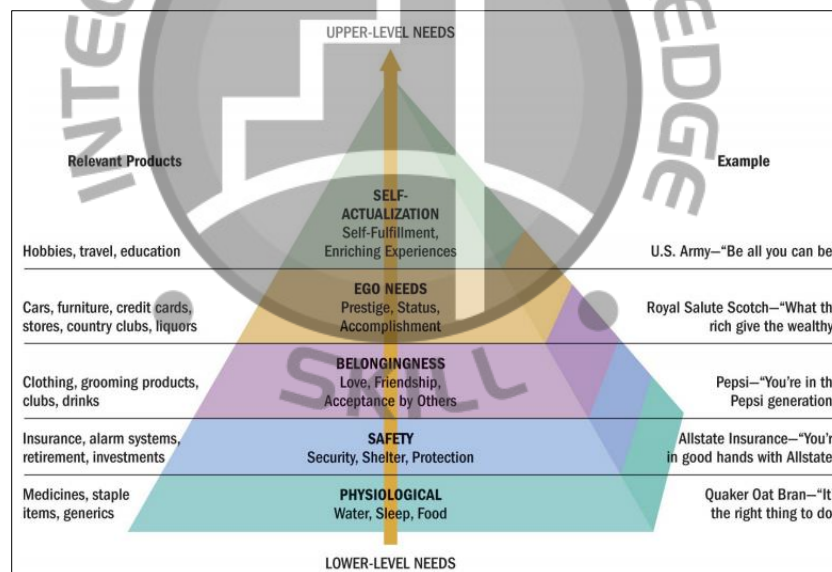 UPPER-LEVEL NEEDS
Relevant Products
Example
SELF-
ACTUALIZATION
Self-Fulfillment,
Enriching Experiences
Hobbies, travel, education
U.S. Army—“Be all you can be
EGO NEEDS
Prestige, Status,
Accomplishment
Cars, furniture, credit cards,
stores, country clubs, liquors
Royal Salute Scotch—“What th
rich give the wealthy
BELONGINGNESS
Love, Friendship,
Acceptance by Others
Clothing, grooming products,
clubs, drinks
Pepsi—“You’re in the
Pepsi generation
SAFETY
Security, Shelter, Protection
Insurance, alarm systems,
retirement, investments
Allstate Insurance—“You’r
in good hands with Allstate
PHYSIOLOGICAL
Water, Sleep, Food
Medicines, staple
items, generics
Quaker Oat Bran—“It
the right thing to do
LOWER-LEVEL NEEDS
INTEG
EDGE
SKILL